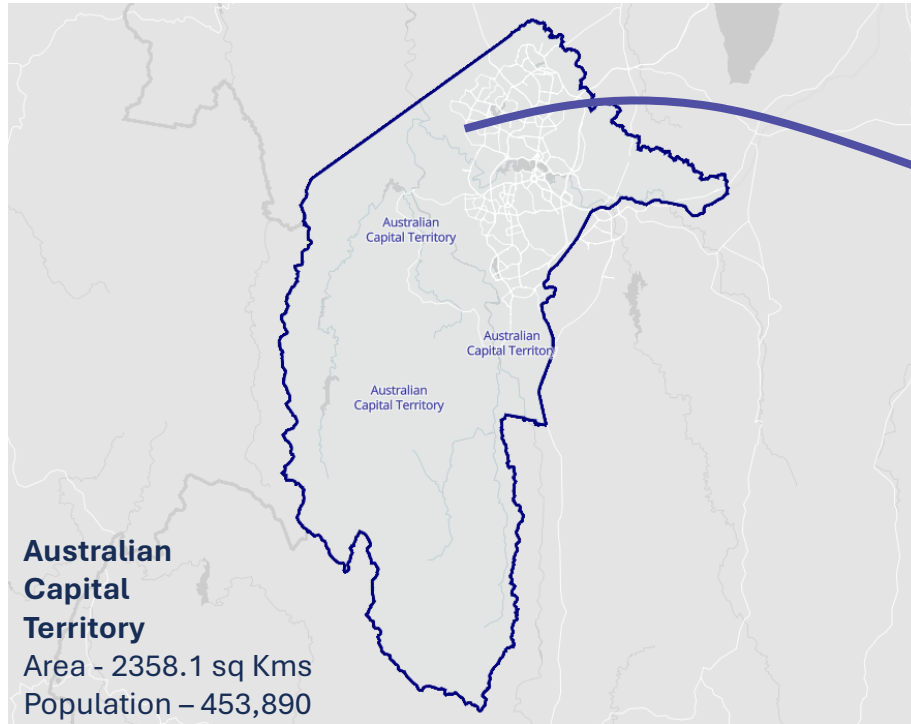 Australian
Capital Territory
Australian
Capital Territory
Australian
Capital Territory
Australian
Capital
Territory
Area - 2358.1 sq Kms
Population – 453,890